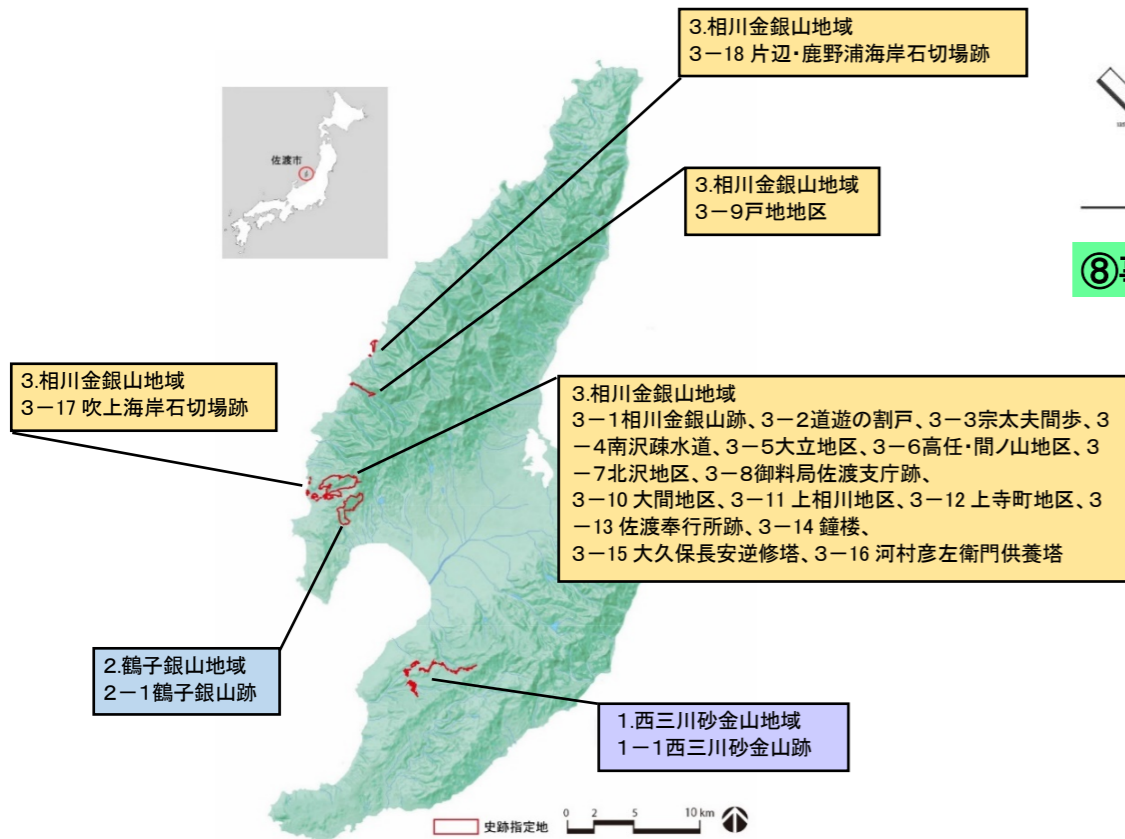 3.相川金銀山地域
3－18 片辺・鹿野浦海岸石切場跡
佐渡市
3.相川金銀山地域
3－9戸地地区
⑧
3.相川金銀山地域
3－17 吹上海岸石切場跡
3.相川金銀山地域
3－1相川金銀山跡、3－2道遊の割戸、3－3宗太夫間歩、3
－4南沢疎水道、3－5大立地区、3－6高任・間ノ山地区、3
－7北沢地区、3－8御料局佐渡支庁跡、
3－10 大間地区、3－11 上相川地区、3－12 上寺町地区、3
－13 佐渡奉行所跡、3－14 鐘楼、
3－15 大久保長安逆修塔、3－16 河村彦左衛門供養塔
2.鶴子銀山地域
2－1鶴子銀山跡
1.西三川砂金山地域
1－1西三川砂金山跡
史跡指定地
0 2 5 10 km